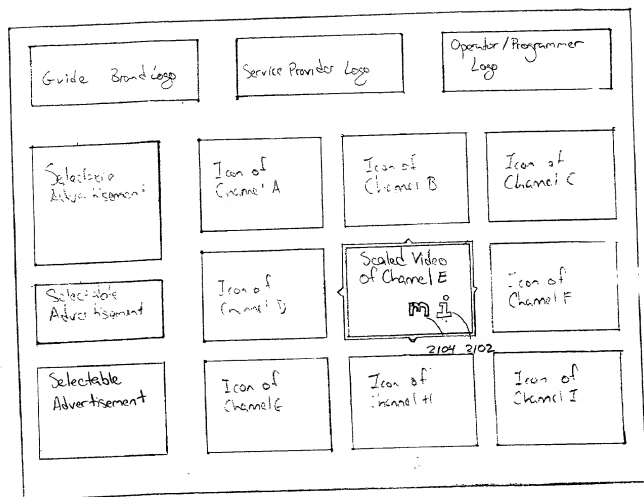 Guide Brand Logo
Service Provider Logo
Operator/Programmer
Logo
Selectable
Advertisement
Icon of
Channel A
Icon of
Channel B
Icon of
Channel C
Selectable
Advertisement
Icon of
Channel D
Scaled Video
of Channel E
m i
2104 2102
Icon of
Channel F
Selectable
Advertisement
Icon of
Channel G
Icon of
Channel H
Icon of
Channel I